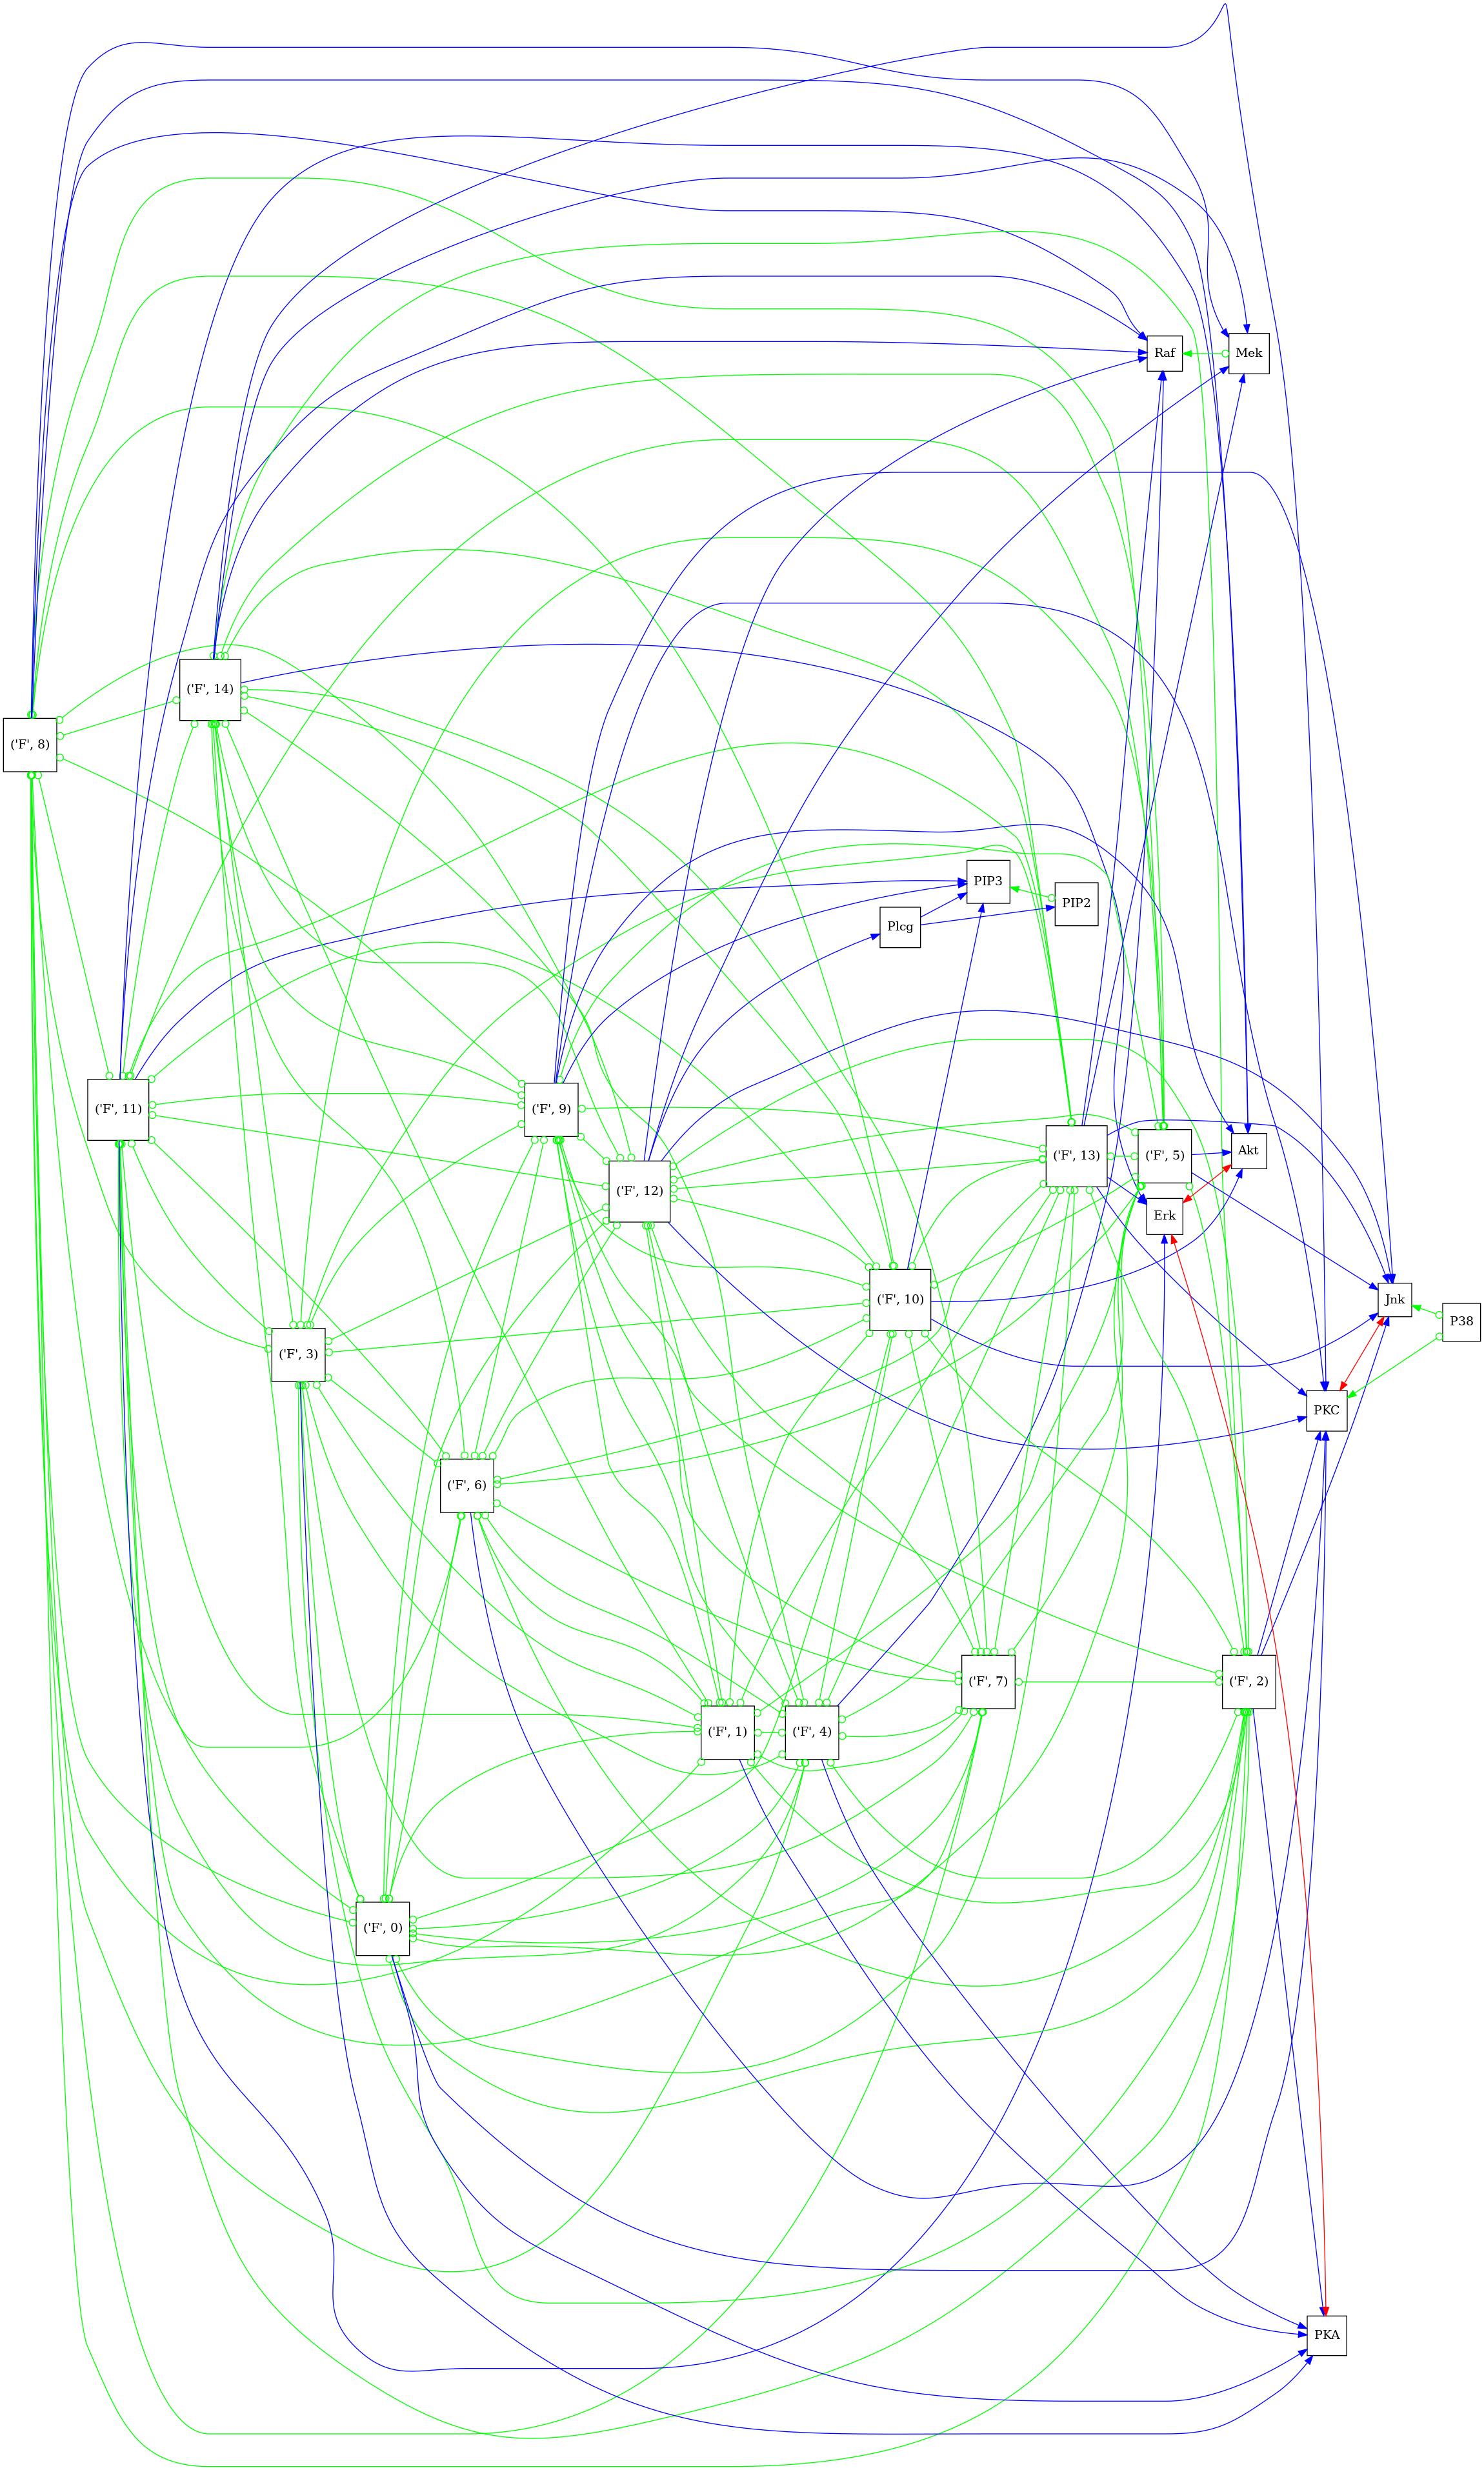 Raf
Mek
('F', 14)
('F', 8)
PIP3
PIP2
Plcg
('F', 11)
('F', 9)
('F', 12)
('F', 13)
('F', 5)
Akt
Erk
('F', 10)
Jnk
P38
('F', 3)
PKC
('F', 6)
('F', 7)
('F', 2)
('F', 1)
('F', 4)
('F', 0)
PKA